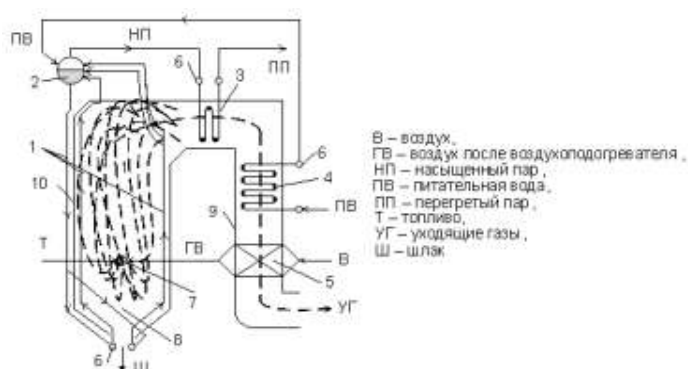 ПВ
НП
ПП
6
3
2
1
10
6
4
ПВ
9
Т
ГВ
В
5
7
УГ
8
6
Ш
В – воздух,
ГВ – воздух после воздухоподогревателя,
НП – насыщенный пар,
ПВ – питательная вода,
ПП – перегретый пар,
Т – топливо,
УГ – уходящие газы,
Ш – шлак